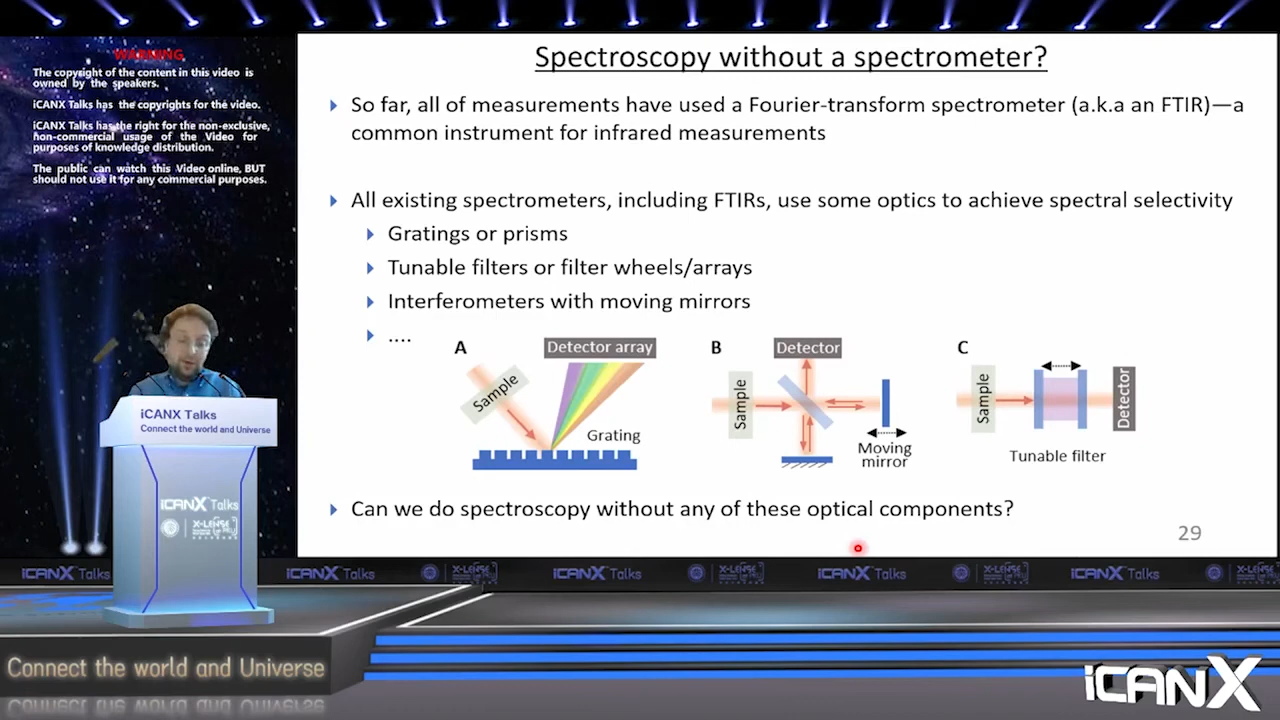 WARNING
The copyright of the content in this video is
owned by the speakers.
iCANX Talks has the copyrights for the video.
iCANX Talks has the right for the non-exclusive,
non-commercial usage of the Video for
purposes of knowledge distribution.
The public can watch this Video online, BUT
should not use it for any commercial purposes.
Spectroscopy without a spectrometer?
So far, all of measurements have used a Fourier-transform spectrometer (a.k.a an FTIR)—a
common instrument for infrared measurements
All existing spectrometers, including FTIRs, use some optics to achieve spectral selectivity
Gratings or prisms
Tunable filters or filter wheels/arrays
Interferometers with moving mirrors
....
A
Detector array
Sample
Grating
B
Detector
Sample
Moving
mirror
C
Sample
Detector
Tunable filter
Can we do spectroscopy without any of these optical components?
29
iCANX Talks
Connect the world and Universe
iCANX Talks
X-LENSE
iCANX Talks
iCANX Talks
iCANX Talks
iCANX Talks
iCANX Talks
Connect the world and Universe
iCANX